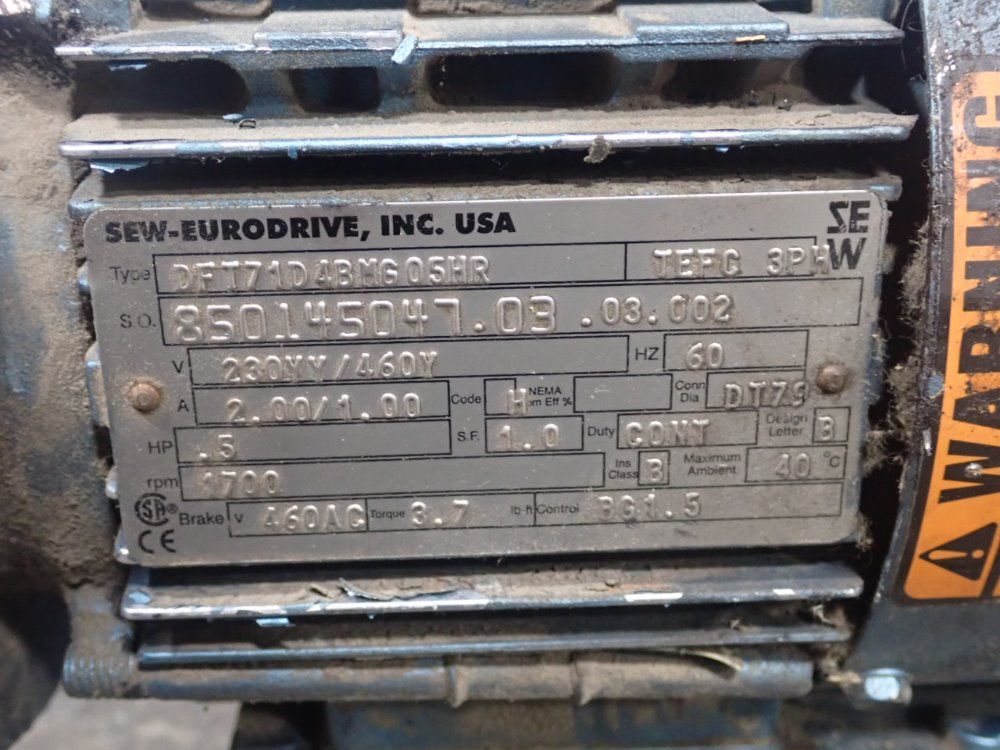 SEW-EURODRIVE, INC. USA
SE
W
Type DFT71D4BMG05HR TEFC 3PH
S.O. 850145047.03 .03.002
V 230YY/460Y HZ 60
A 2.00/1.00 Code H NEMA Nom Eff % Conn Dia DT79
HP .5 S.F. 1.0 Duty CONT Design Letter B
rpm 1700 Ins Class B Maximum Ambient 40 °C
SA® Brake V 460AC Torque 3.7 lb-ft Control BG1.5
CE
WARNING